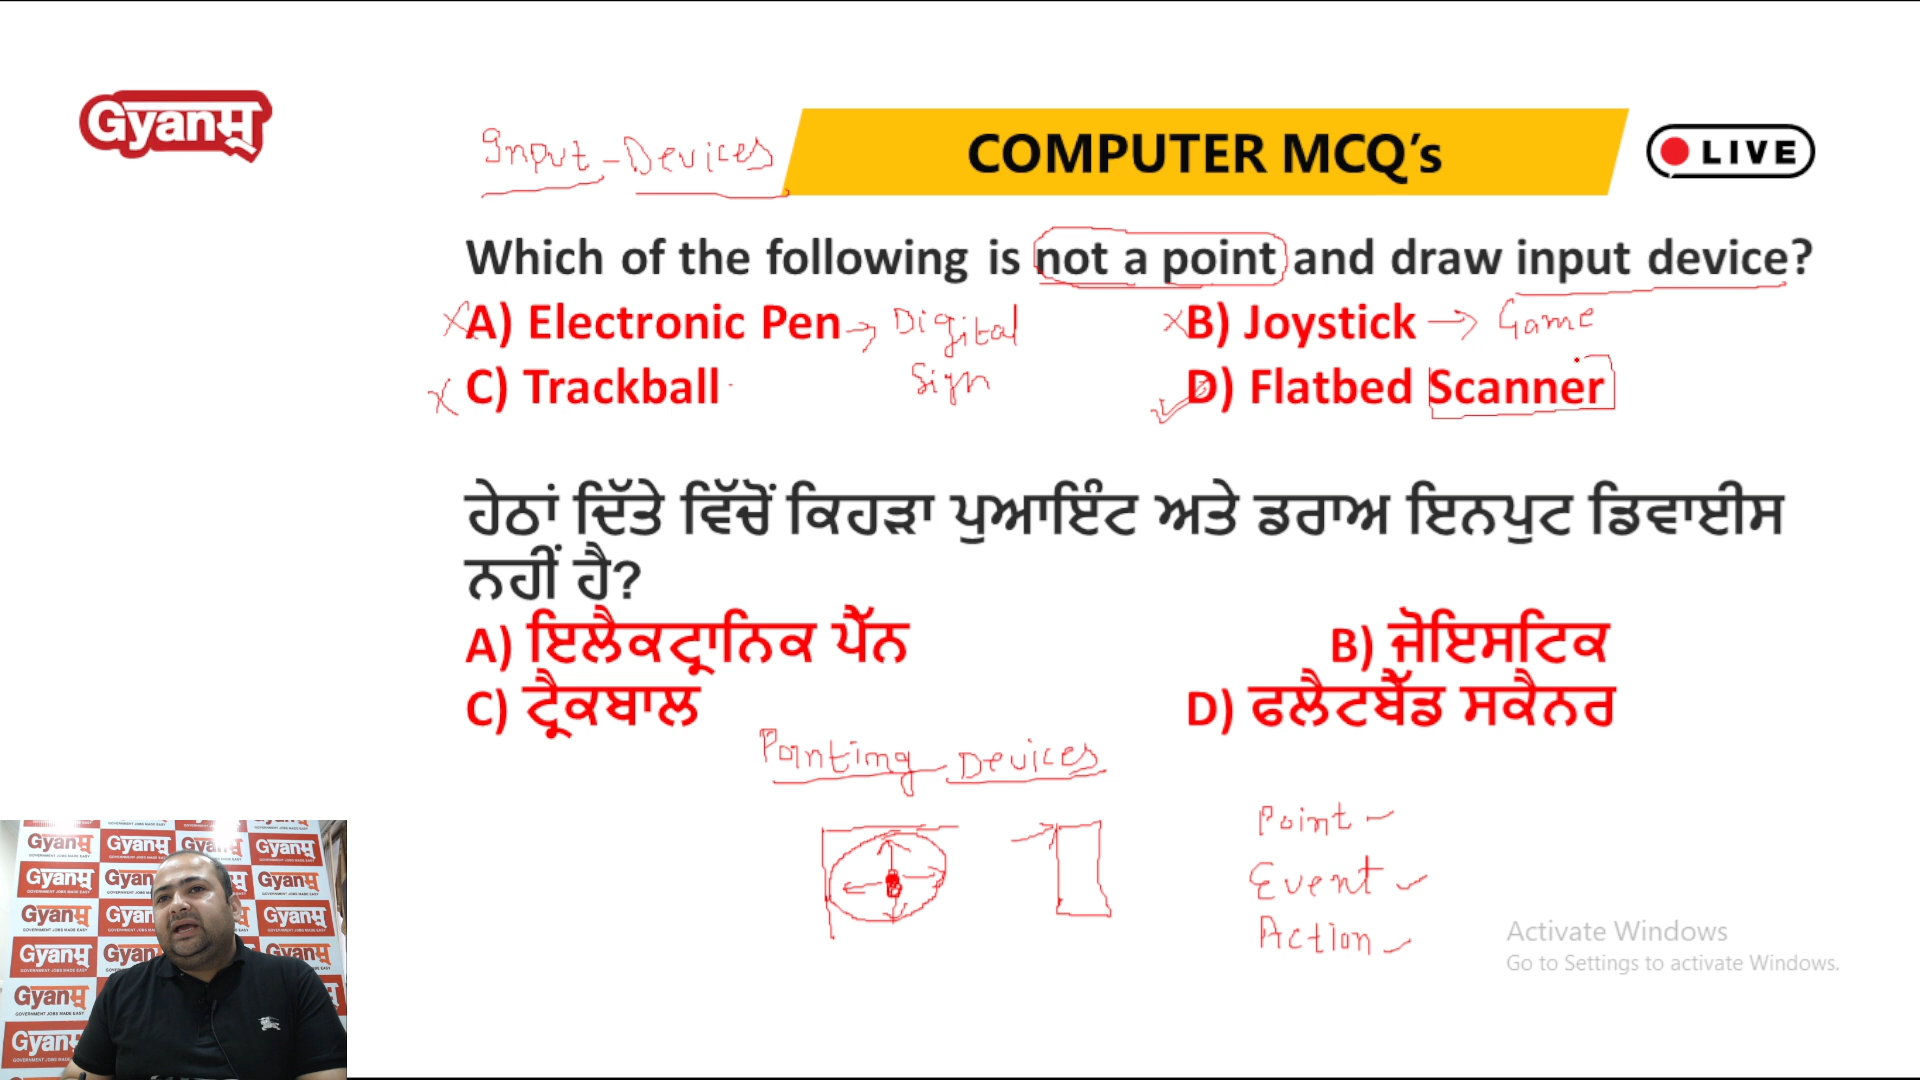 Gyanਸ਼੍ਰ
Input - Devices
COMPUTER MCQ's
LIVE
Which of the following is not a point and draw input device?
A) Electronic Pen → Digital Sign
B) Joystick → Game
C) Trackball
D) Flatbed Scanner
ਹੇਠਾਂ ਦਿੱਤੇ ਵਿੱਚੋਂ ਕਿਹੜਾ ਪੁਆਇੰਟ ਅਤੇ ਡਰਾਅ ਇਨਪੁਟ ਡਿਵਾਈਸ
ਨਹੀਂ ਹੈ?
A) ਇਲੈਕਟ੍ਰਾਨਿਕ ਪੈੱਨ
B) ਜੋਇਸਟਿਕ
C) ਟ੍ਰੈਕਬਾਲ
D) ਫਲੈਟਬੈੱਡ ਸਕੈਨਰ
Pointing Devices
Point
Event
Action
Activate Windows
Go to Settings to activate Windows.